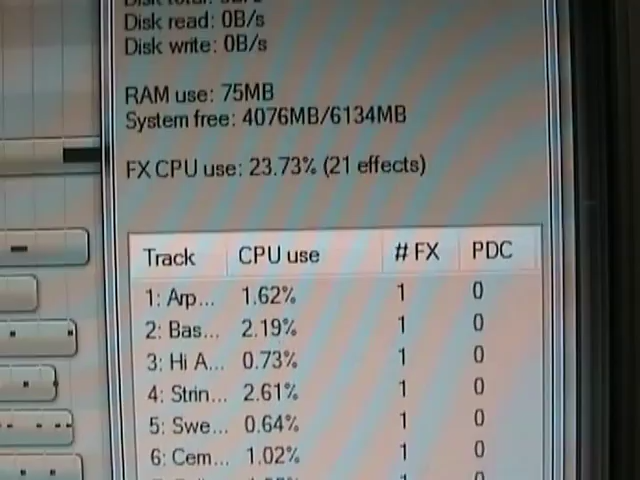 Disk read: 0B/s
Disk write: 0B/s
RAM use: 75MB
System free: 4076MB/6134MB
FX CPU use: 23.73% (21 effects)
Track CPU use # FX PDC
1: Arp... 1.62% 1 0
2: Bas... 2.19% 1 0
3: Hi A... 0.73% 1 0
4: Strin... 2.61% 1 0
5: Swe... 0.64% 1 0
6: Cem... 1.02% 1 0